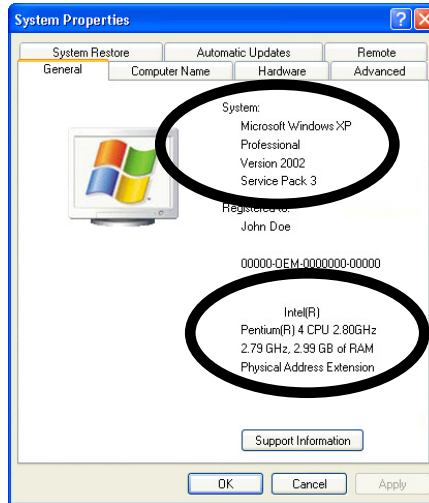 System Properties
System Restore
Automatic Updates
Remote
General
Computer Name
Hardware
Advanced
System:
Microsoft Windows XP
Professional
Version 2002
Service Pack 3
Registered to:
John Doe
00000-OEM-0000000-00000
Intel(R)
Pentium(R) 4 CPU 2.80GHz
2.79 GHz, 2.99 GB of RAM
Physical Address Extension
Support Information
OK
Cancel
Apply